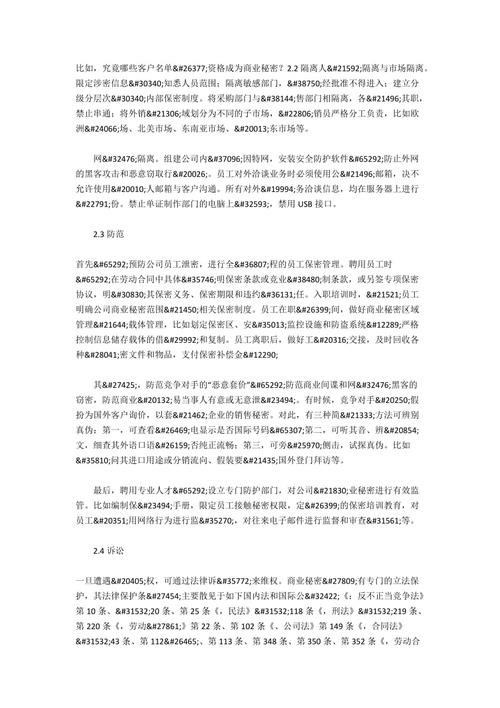 比如，究竟哪些客户名单&#26377;资格成为商业秘密？2.2 隔离人&#21592;隔离与市场隔离。
限定涉密信息&#30340;知悉人员范围；隔离敏感部门，&#38750;经批准不得进入；建立分
级分层次&#30340;内部保密制度。将采购部门与&#38144;售部门相隔离，各&#21496;其职，
禁止串通；将外销&#21306;域划分为不同的子市场，&#22806;销员严格分工负责，比如欧
洲&#24066;场、北美市场、东南亚市场、&#20013;东市场等。
网&#32476;隔离。组建公司内&#37096;因特网，安装安全防护软件&#65292;防止外网
的黑客攻击和恶意窃取行&#20026;。员工对外洽谈业务时必须使用公&#21496;邮箱，决不
允许使用&#20010;人邮箱与客户沟通。所有对外&#19994;务洽谈信息，均在服务器上进行
&#22791;份。禁止单证制作部门的电脑上&#32593;，禁用 USB 接口。
2.3 防范
首先&#65292;预防公司员工泄密，进行全&#36807;程的员工保密管理。聘用员工时
&#65292;在劳动合同中具体&#35746;明保密条款或竞业&#38480;制条款，或另签专项保密
协议，明&#30830;其保密义务、保密期限和违约&#36131;任。入职培训时，&#21521;员工
明确公司商业秘密范围&#21450;相关保密制度。员工在职&#26399;间，做好商业秘密区域
管理&#21644;载体管理，比如划定保密区、安&#35013;监控设施和防盗系统&#12289;严格
控制信息储存载体的借&#29992;和复制。员工离职后，做好工&#20316;交接，及时回收各
种&#28041;密文件和物品，支付保密补偿金&#12290;
其&#27425;，防范竞争对手的“恶意套价”&#65292;防范商业间谍和网&#32476;黑客的
窃密，防范商业&#20132;易当事人有意或无意泄&#23494;。有时候，竞争对手&#20250;假
扮为国外客户询价，以套&#21462;企业的销售秘密。对此，有三种简&#21333;方法可辨别
真伪：第一，可查看&#26469;电显示是否国际号码&#65307;第二，可听其音、辨&#20854;
文，细查其外语口语&#26159;否纯正流畅；第三，可旁&#25970;侧击，试探真伪。比如
&#35810;问其进口用途或分销流向、假装要&#21435;国外登门拜访等。
最后，聘用专业人才&#65292;设立专门防护部门，对公司&#21830;业秘密进行有效监
管。比如编制保&#23494;手册，限定员工接触秘密权限，定&#26399;的保密培训教育，对
员工&#20351;用网络行为进行监&#35270;，对往来电子邮件进行监督和审查&#31561;等。
2.4 诉讼
一旦遭遇&#20405;权，可通过法律诉&#35772;来维权。商业秘密&#27809;有专门的立法保
护，其法律保护条&#27454;主要散见于如下国内法和国际公&#32422;《：反不正当竞争法》
第 10 条、&#31532;20 条、第 25 条《，民法》&#31532;118 条《，刑法》&#31532;219 条、
第 220 条《，劳动&#27861;》第 22 条、第 102 条《、公司法》第 149 条《，合同法》
&#31532;43 条、第 112&#26465;、第 113 条、第 348 条、第 350 条、第 352 条《，劳动合